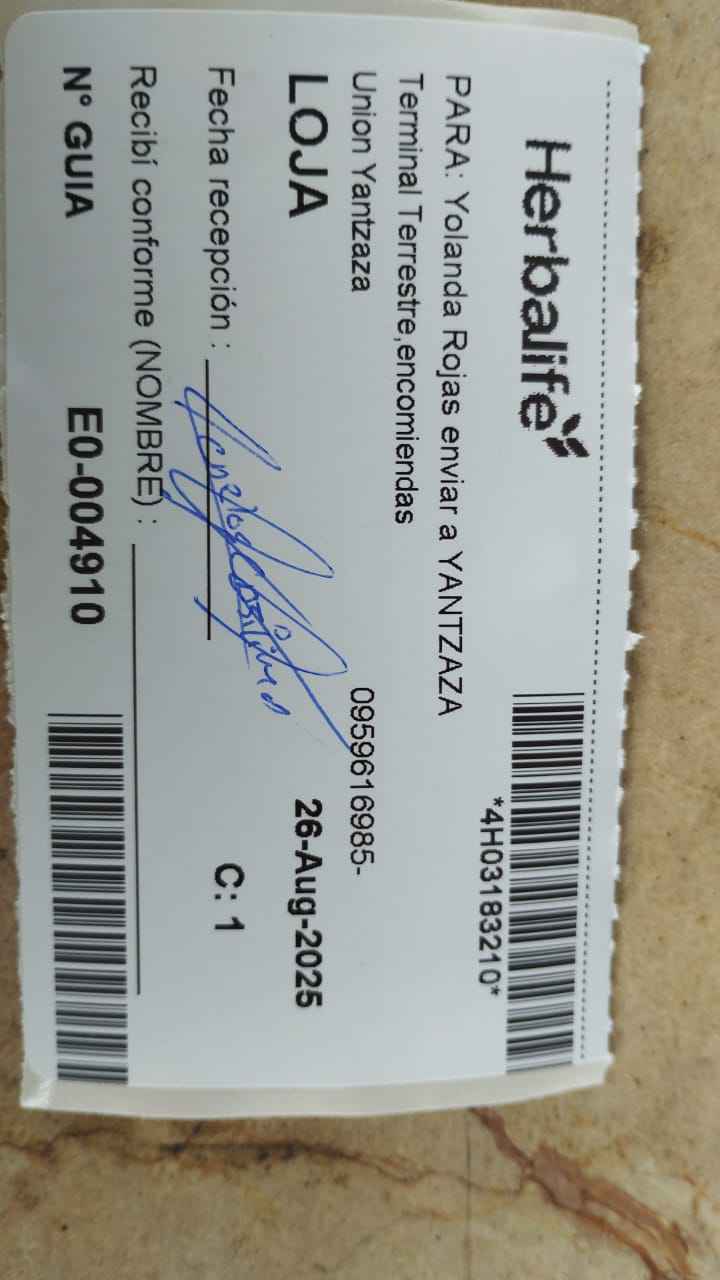 Herbalife
*4H03183210*
PARA: Yolanda Rojas enviar a YANTZAZA
Terminal Terrestre,encomiendas
Union Yantzaza
0959616985-
LOJA
26-Aug-2025
Fecha recepción :
C: 1
Recibí conforme (NOMBRE) :
N° GUIA
E0-004910